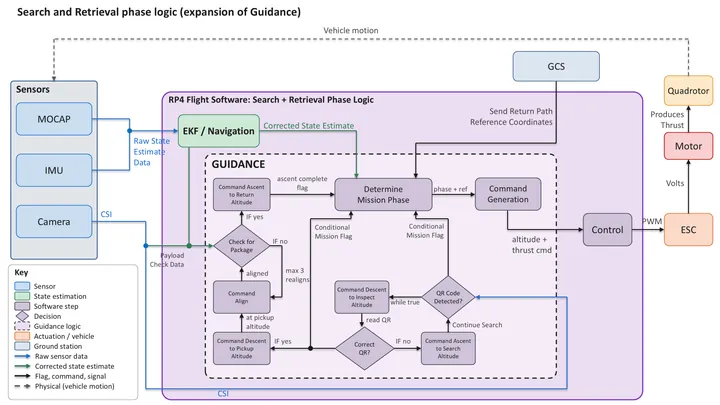 Search and Retrieval phase logic (expansion of Guidance)
Vehicle motion
GCS
Sensors
MOCAP
IMU
Camera
RP4 Flight Software: Search + Retrieval Phase Logic
Send Return Path
Reference Coordinates
Quadrotor
Produces
Thrust
Motor
Volts
ESC
PWM
EKF / Navigation
Corrected State Estimate
Raw State
Estimate
Data
CSI
Payload
Check Data
GUIDANCE
Command Ascent
to Return
Altitude
ascent complete
flag
Determine
Mission Phase
phase + ref
Command
Generation
altitude +
thrust cmd
Control
IF yes
Check for
Package
IF no
aligned
max 3
realigns
Command
Align
at pickup
altitude
Command Descent
to Pickup
Altitude
IF yes
Conditional
Mission Flag
Conditional
Mission Flag
Command Descent
to Inspect
Altitude
while true
QR Code
Detected?
read QR
Continue Search
Correct
QR?
IF no
Command Ascent
to Search
Altitude
CSI
Key
Sensor
State estimation
Software step
Decision
Guidance logic
Actuation / vehicle
Ground station
Raw sensor data
Corrected state estimate
Flag, command, signal
Physical (vehicle motion)